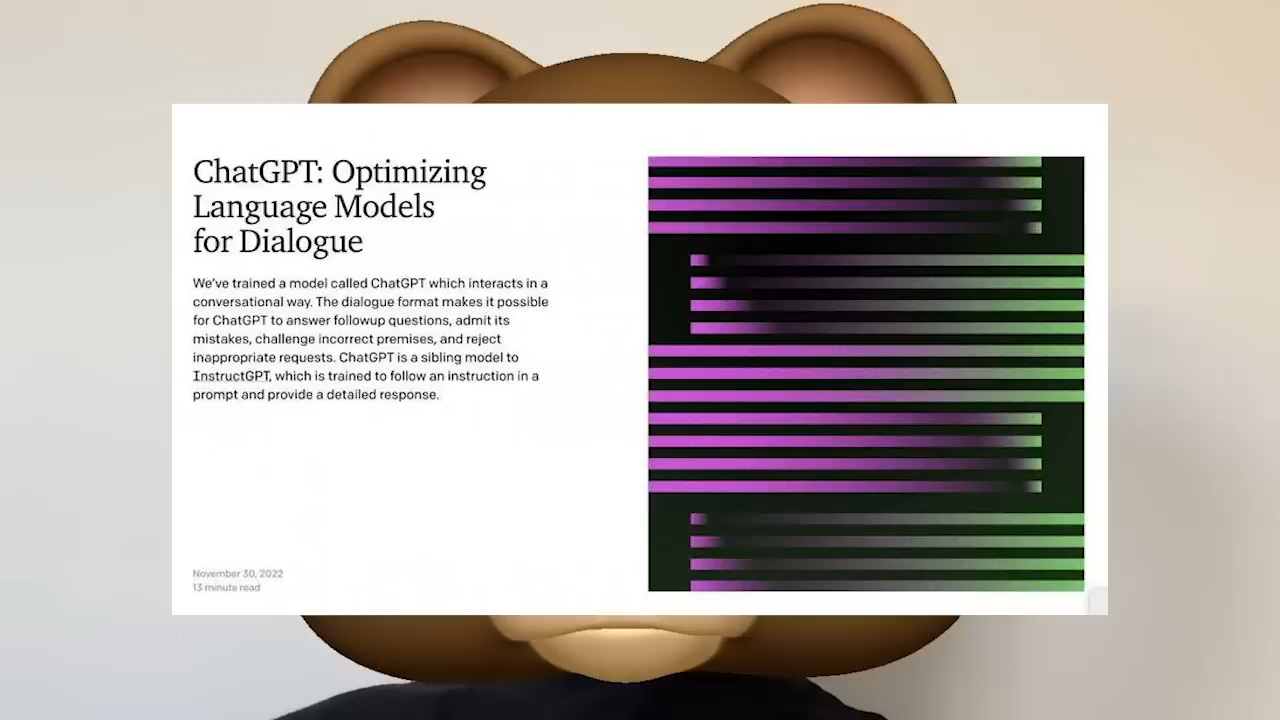 ChatGPT: Optimizing
Language Models
for Dialogue
We've trained a model called ChatGPT which interacts in a
conversational way. The dialogue format makes it possible
for ChatGPT to answer followup questions, admit its
mistakes, challenge incorrect premises, and reject
inappropriate requests. ChatGPT is a sibling model to
InstructGPT, which is trained to follow an instruction in a
prompt and provide a detailed response.
November 30, 2022
13 minute read